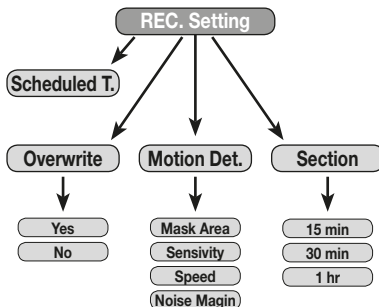 REC. Setting
Scheduled T.
Overwrite
Motion Det.
Section
Yes
No
Mask Area
Sensivity
Speed
Noise Magin
15 min
30 min
1 hr